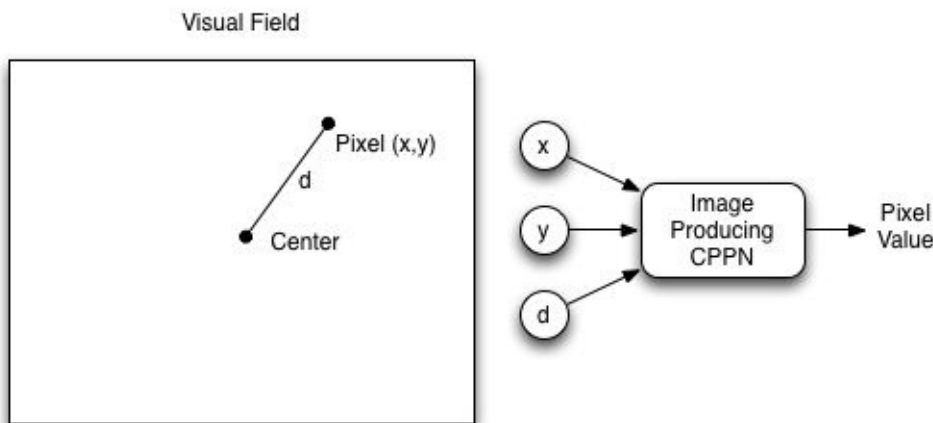 Visual Field
Pixel (x,y)
d
Center
x
y
d
Image
Producing
CPPN
Pixel
Value